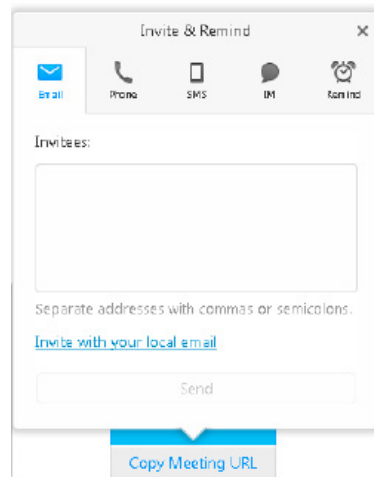 Invite & Remind
Email Phone SMS IM Remind
Invitees:
Separate addresses with commas or semicolons.
Invite with your local email
Send
Copy Meeting URL